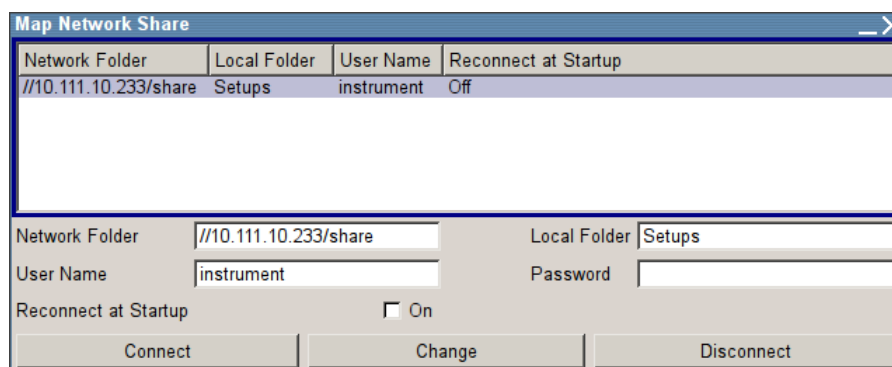 Map Network Share
Network Folder Local Folder User Name Reconnect at Startup
//10.111.10.233/share Setups instrument Off
Network Folder //10.111.10.233/share Local Folder Setups
User Name instrument Password
Reconnect at Startup On
Connect Change Disconnect